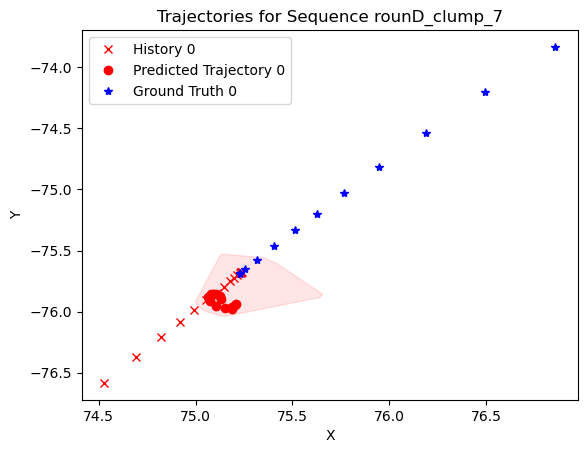 Trajectories for Sequence rounD_clump_7
History 0
Predicted Trajectory 0
Ground Truth 0
−74.0
−74.5
−75.0
−75.5
−76.0
−76.5
Y
74.5 75.0 75.5 76.0 76.5
X